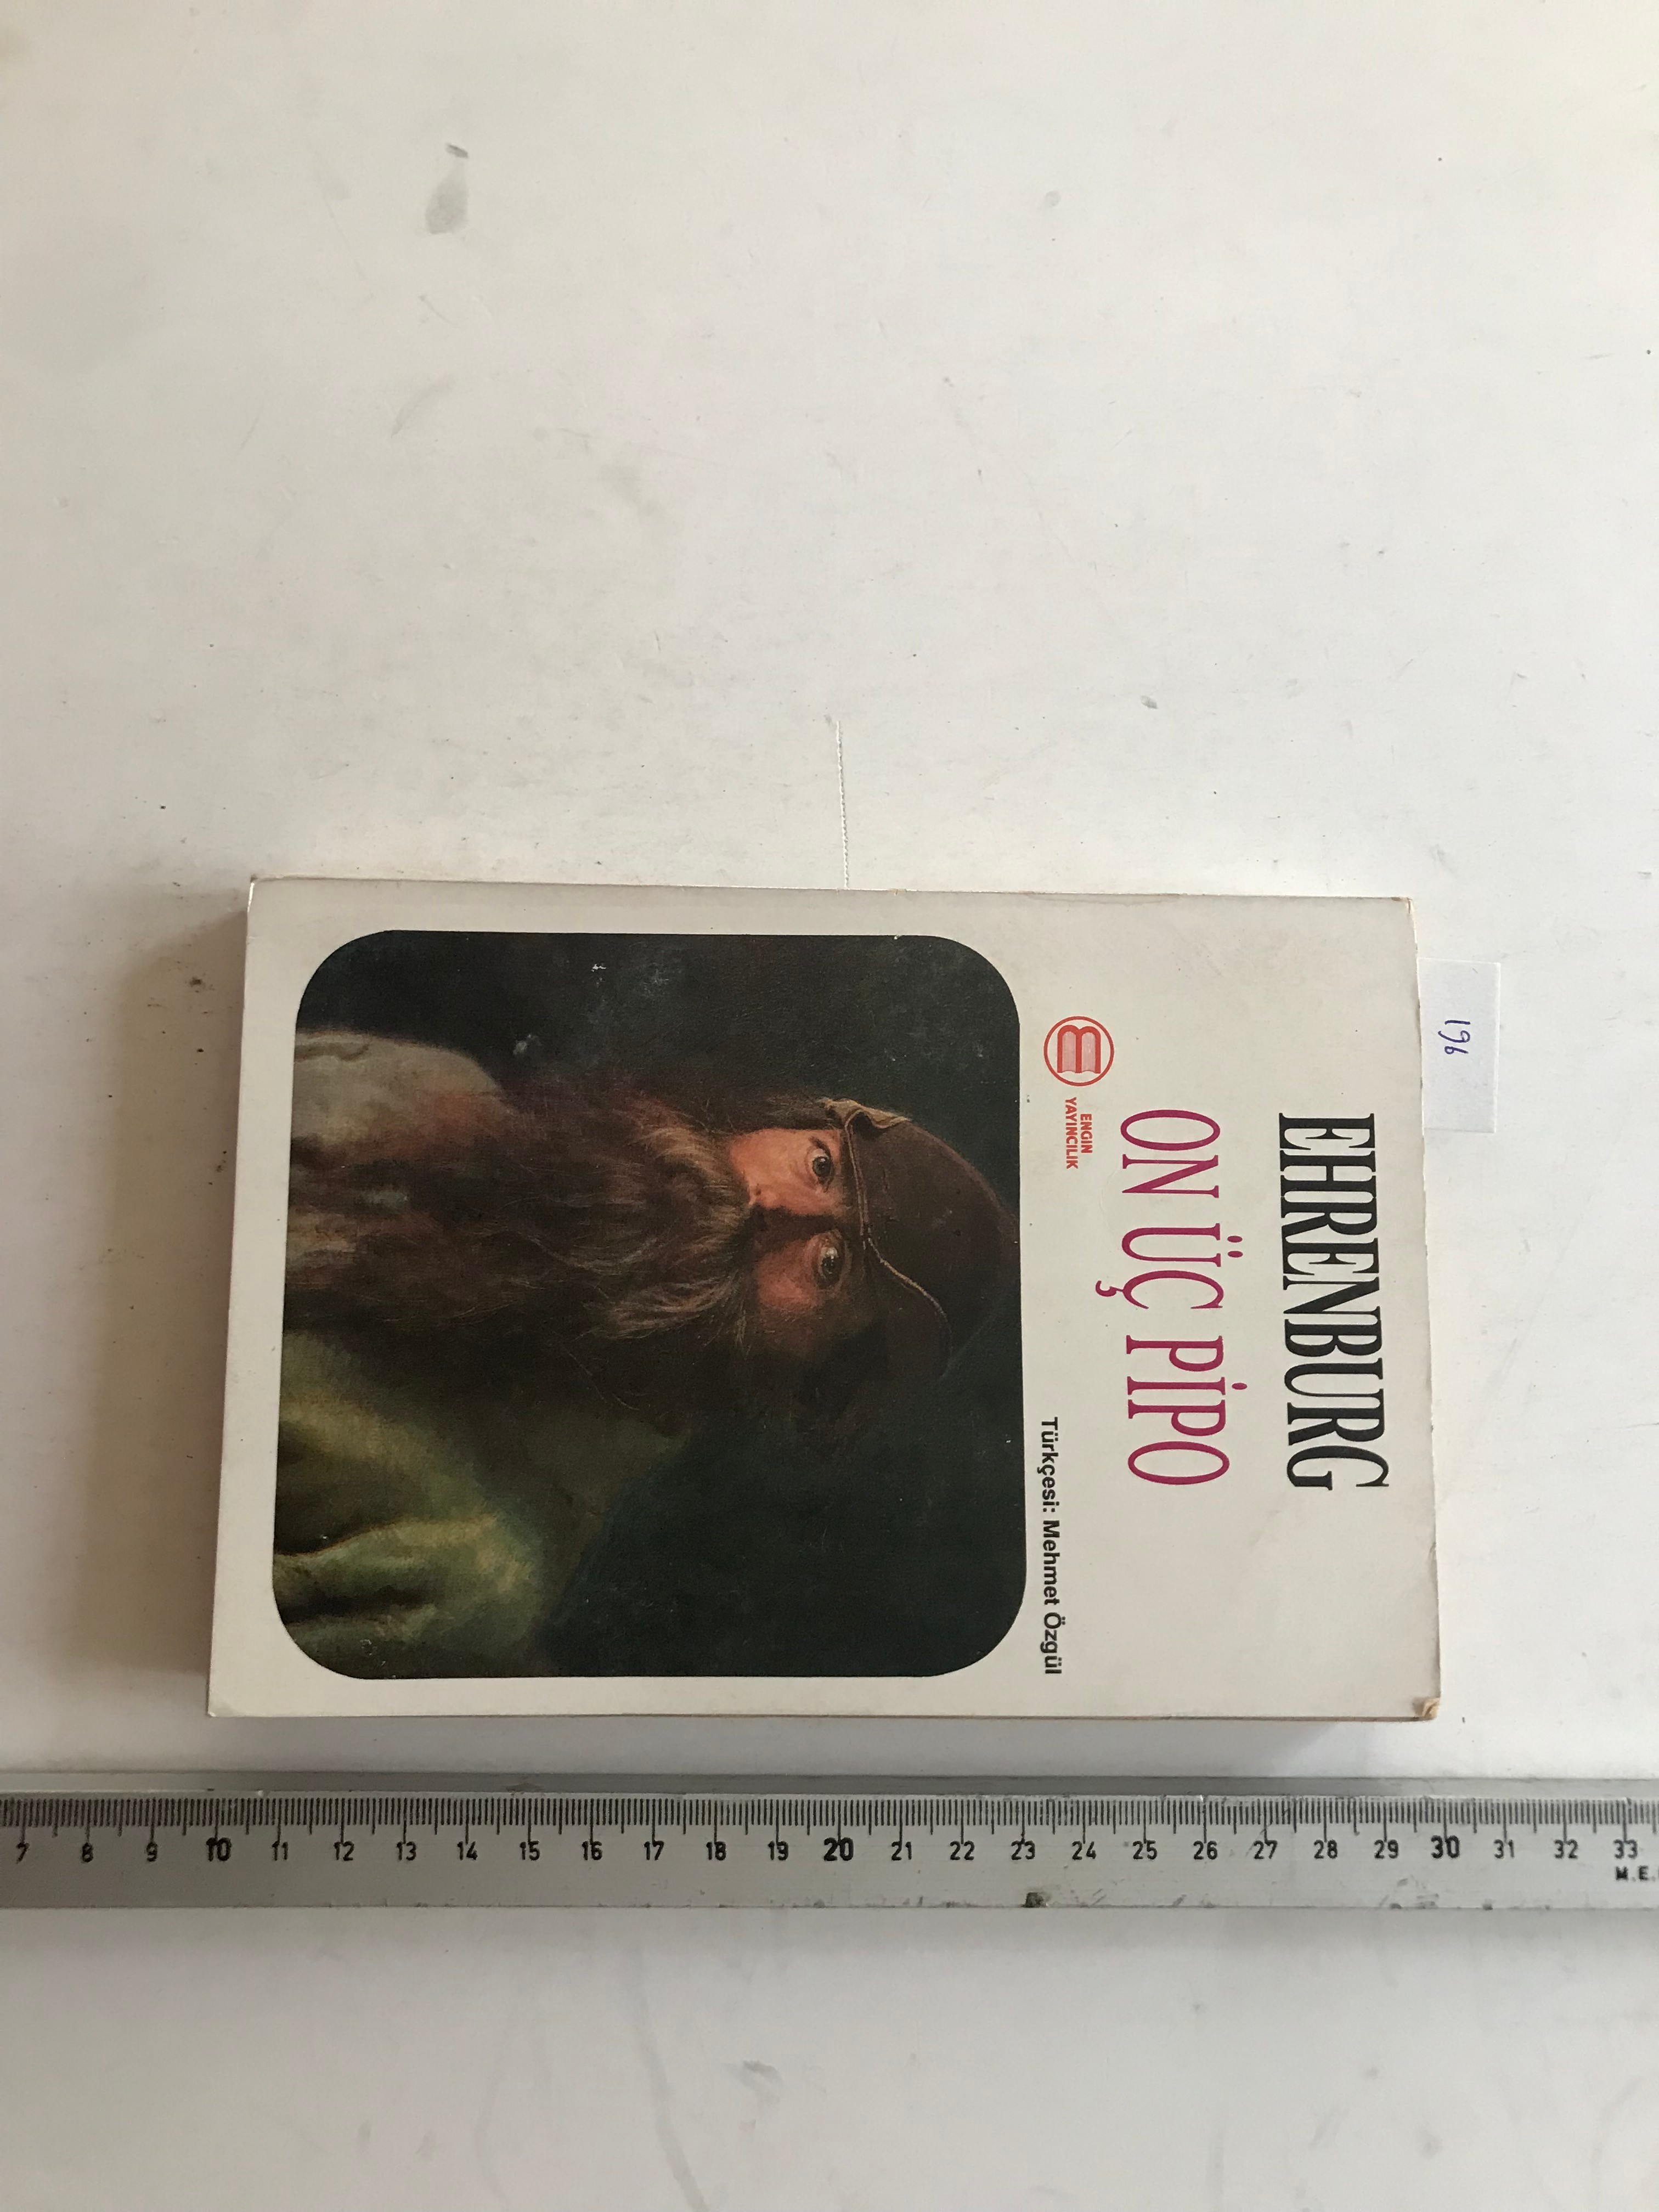 196
EHRENBURG
ON ÜÇ PİPO
ENGİN
YAYINCILIK
Türkçesi: Mehmet Özgül
7 8 9 10 11 12 13 14 15 16 17 18 19 20 21 22 23 24 25 26 27 28 29 30 31 32 33
M.E.